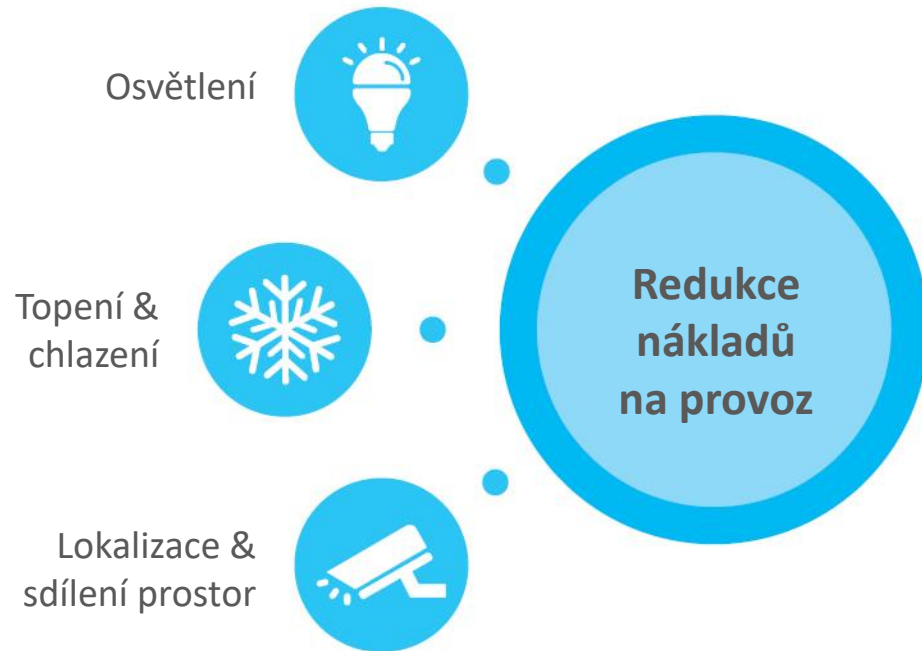 Osvětlení
Topení &
chlazení
Lokalizace &
sdílení prostor
Redukce
nákladů
na provoz